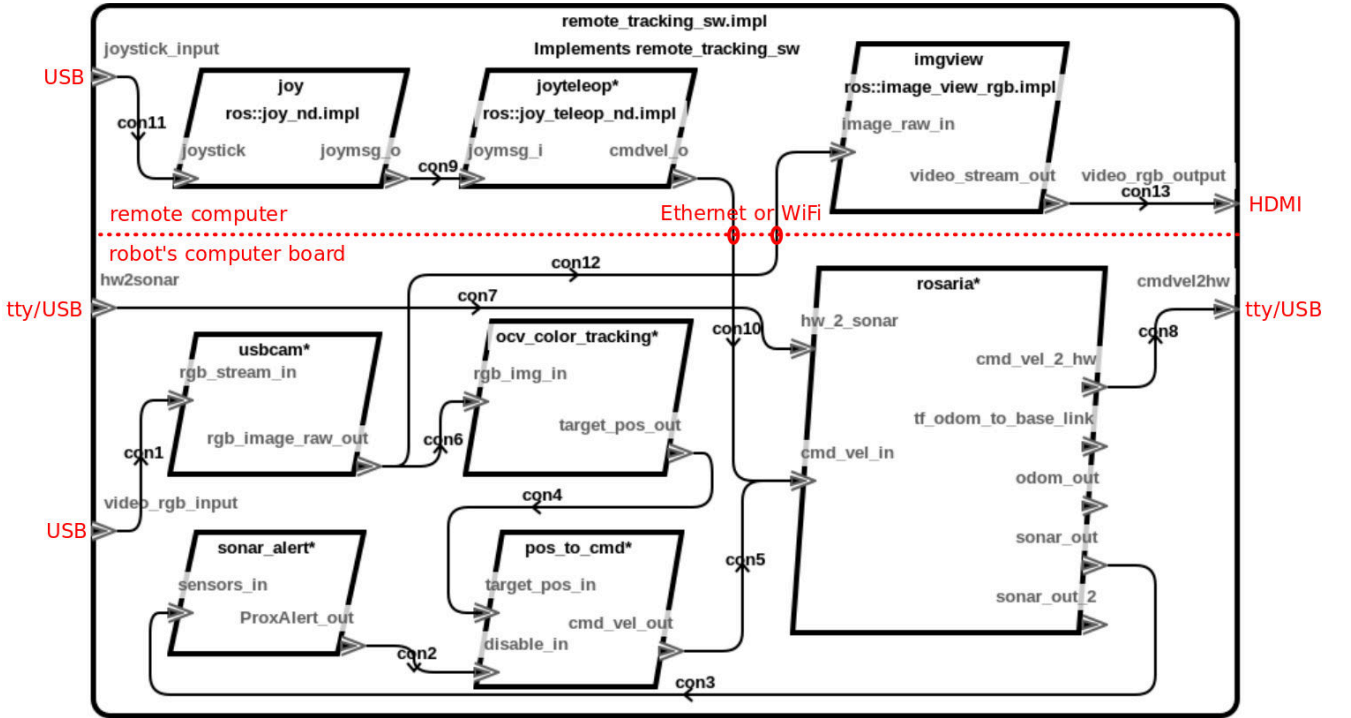 remote_tracking_sw.impl
Implements remote_tracking_sw
joystick_input
USB
con11
joy
ros::joy_nd.impl
joystick
joymsg_o
con9
joyteleop*
ros::joy_teleop_nd.impl
joymsg_i
cmdvel_o
imgview
ros::image_view_rgb.impl
image_raw_in
video_stream_out
video_rgb_output
con13
HDMI
remote computer
Ethernet or WiFi
robot's computer board
hw2sonar
tty/USB
con12
con7
con10
usbcam*
rgb_stream_in
rgb_image_raw_out
con1
video_rgb_input
USB
con6
ocv_color_tracking*
rgb_img_in
target_pos_out
con4
rosaria*
hw_2_sonar
cmd_vel_in
cmd_vel_2_hw
tf_odom_to_base_link
odom_out
sonar_out
sonar_out_2
cmdvel2hw
tty/USB
con8
sonar_alert*
sensors_in
ProxAlert_out
con2
pos_to_cmd*
target_pos_in
cmd_vel_out
disable_in
con5
con3